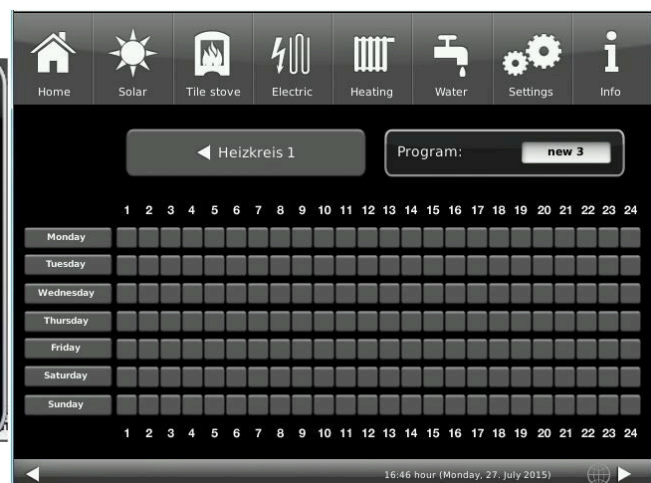 Home Solar Tile stove Electric Heating Water Settings Info
Heizkreis 1 Program: new 3
1 2 3 4 5 6 7 8 9 10 11 12 13 14 15 16 17 18 19 20 21 22 23 24
Monday
Tuesday
Wednesday
Thursday
Friday
Saturday
Sunday
1 2 3 4 5 6 7 8 9 10 11 12 13 14 15 16 17 18 19 20 21 22 23 24
16:46 hour (Monday, 27. July 2015)